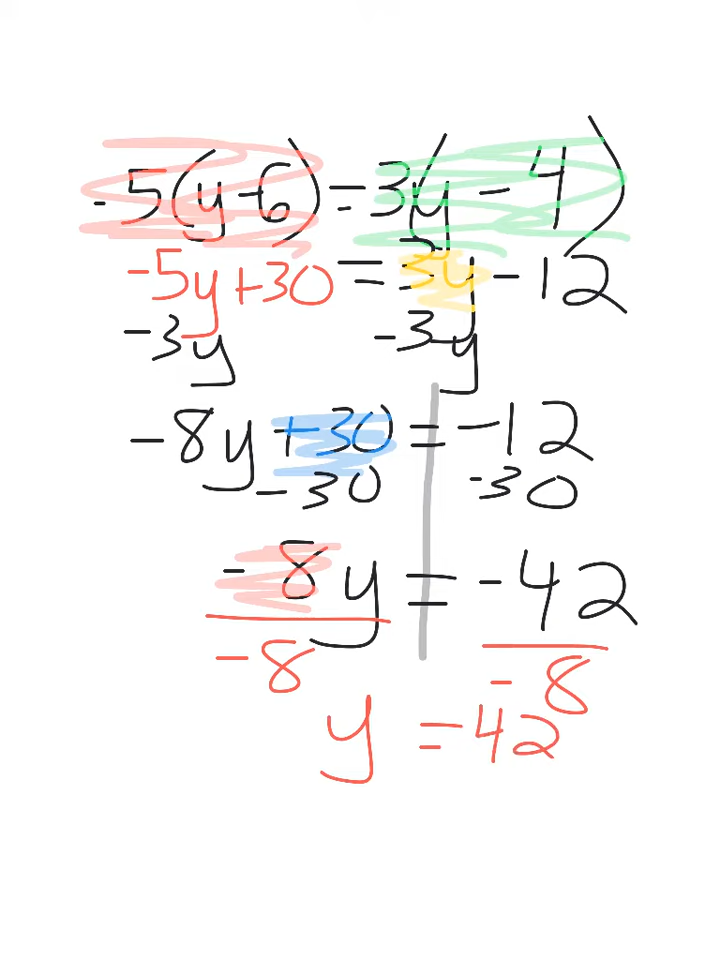 -5(y-6) = 3(y-4)
-5y+30 = 3y-12
-3y -3y
-8y+30 = -12
-30 -30
-8y = -42
-8 -8
y = 42